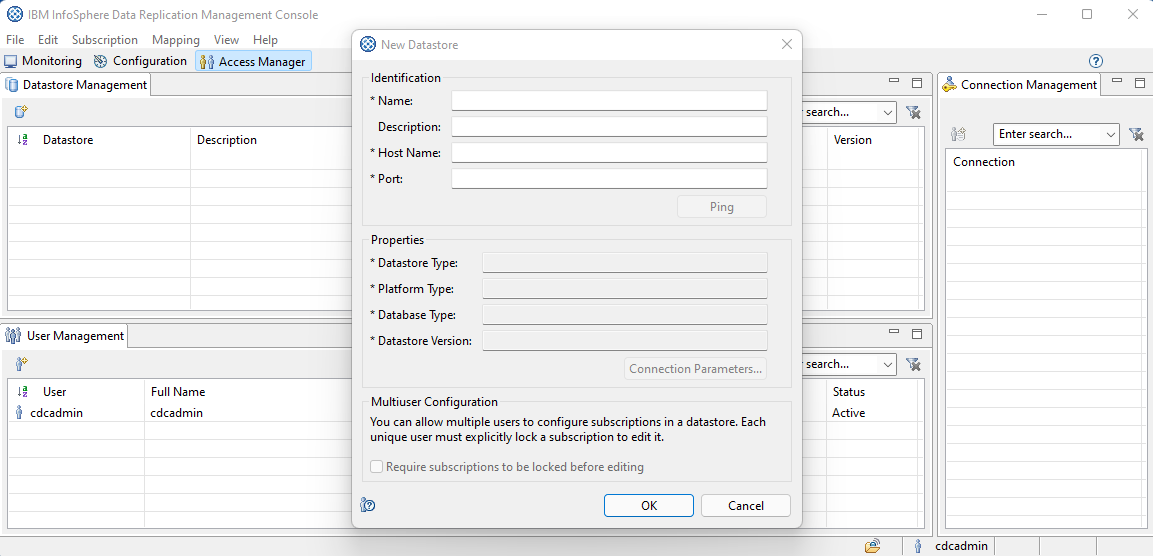 IBM InfoSphere Data Replication Management Console
File Edit Subscription Mapping View Help
Monitoring Configuration Access Manager
Datastore Management
search...
Datastore Description Version
User Management
search...
User Full Name Status
cdcadmin cdcadmin Active
New Datastore
Identification
* Name:
Description:
* Host Name:
* Port:
Ping
Properties
* Datastore Type:
* Platform Type:
* Database Type:
* Datastore Version:
Connection Parameters...
Multiuser Configuration
You can allow multiple users to configure subscriptions in a datastore. Each
unique user must explicitly lock a subscription to edit it.
Require subscriptions to be locked before editing
OK Cancel
Connection Management
Enter search...
Connection
cdcadmin